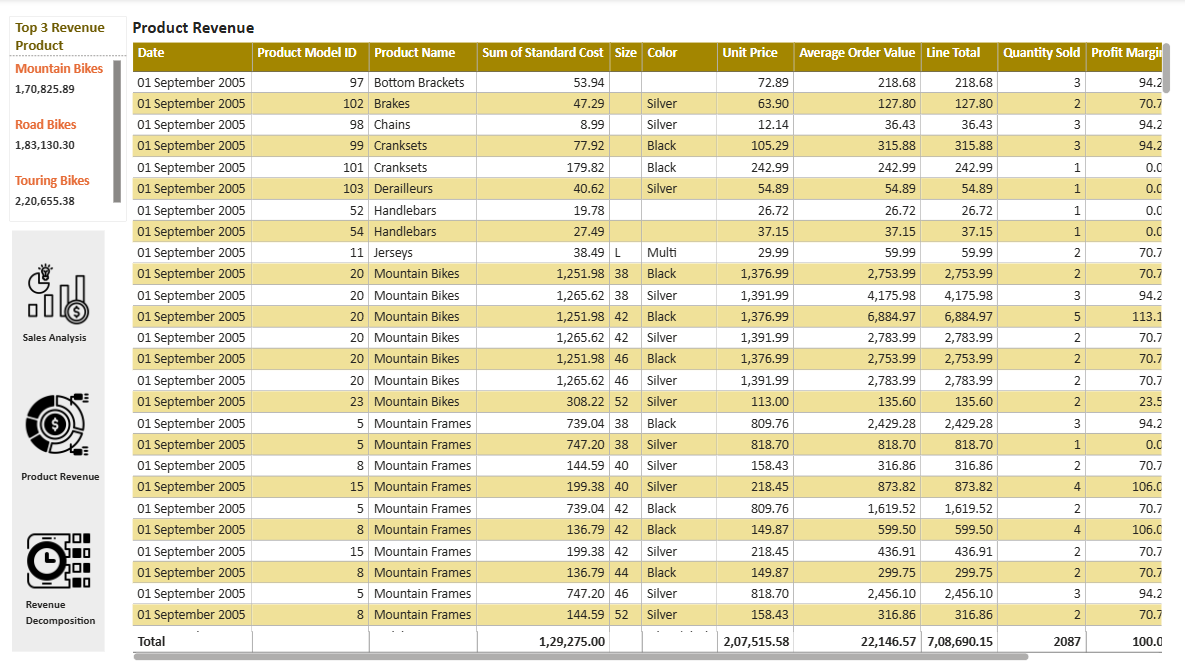 Top 3 Revenue
Product
Mountain Bikes
1,70,825.89
Road Bikes
1,83,130.30
Touring Bikes
2,20,655.38
Sales Analysis
Product Revenue
Revenue
Decomposition
Product Revenue
Date Product Model ID Product Name Sum of Standard Cost Size Color Unit Price Average Order Value Line Total Quantity Sold Profit Margin
01 September 2005 97 Bottom Brackets 53.94 72.89 218.68 218.68 3 94.2
01 September 2005 102 Brakes 47.29 Silver 63.90 127.80 127.80 2 70.7
01 September 2005 98 Chains 8.99 Silver 12.14 36.43 36.43 3 94.2
01 September 2005 99 Cranksets 77.92 Black 105.29 315.88 315.88 3 94.2
01 September 2005 101 Cranksets 179.82 Black 242.99 242.99 242.99 1 0.0
01 September 2005 103 Derailleurs 40.62 Silver 54.89 54.89 54.89 1 0.0
01 September 2005 52 Handlebars 19.78 26.72 26.72 26.72 1 0.0
01 September 2005 54 Handlebars 27.49 37.15 37.15 37.15 1 0.0
01 September 2005 11 Jerseys 38.49 L Multi 29.99 59.99 59.99 2 70.7
01 September 2005 20 Mountain Bikes 1,251.98 38 Black 1,376.99 2,753.99 2,753.99 2 70.7
01 September 2005 20 Mountain Bikes 1,265.62 38 Silver 1,391.99 4,175.98 4,175.98 3 94.2
01 September 2005 20 Mountain Bikes 1,251.98 42 Black 1,376.99 6,884.97 6,884.97 5 113.1
01 September 2005 20 Mountain Bikes 1,265.62 42 Silver 1,391.99 2,783.99 2,783.99 2 70.7
01 September 2005 20 Mountain Bikes 1,251.98 46 Black 1,376.99 2,753.99 2,753.99 2 70.7
01 September 2005 20 Mountain Bikes 1,265.62 46 Silver 1,391.99 2,783.99 2,783.99 2 70.7
01 September 2005 23 Mountain Bikes 308.22 52 Silver 113.00 135.60 135.60 2 23.5
01 September 2005 5 Mountain Frames 739.04 38 Black 809.76 2,429.28 2,429.28 3 94.2
01 September 2005 5 Mountain Frames 747.20 38 Silver 818.70 818.70 818.70 1 0.0
01 September 2005 8 Mountain Frames 144.59 40 Silver 158.43 316.86 316.86 2 70.7
01 September 2005 15 Mountain Frames 199.38 40 Silver 218.45 873.82 873.82 4 106.0
01 September 2005 5 Mountain Frames 739.04 42 Black 809.76 1,619.52 1,619.52 2 70.7
01 September 2005 8 Mountain Frames 136.79 42 Black 149.87 599.50 599.50 4 106.0
01 September 2005 15 Mountain Frames 199.38 42 Silver 218.45 436.91 436.91 2 70.7
01 September 2005 8 Mountain Frames 136.79 44 Black 149.87 299.75 299.75 2 70.7
01 September 2005 5 Mountain Frames 747.20 46 Silver 818.70 2,456.10 2,456.10 3 94.2
01 September 2005 8 Mountain Frames 144.59 52 Silver 158.43 316.86 316.86 2 70.7
Total 1,29,275.00 2,07,515.58 22,146.57 7,08,690.15 2087 100.0